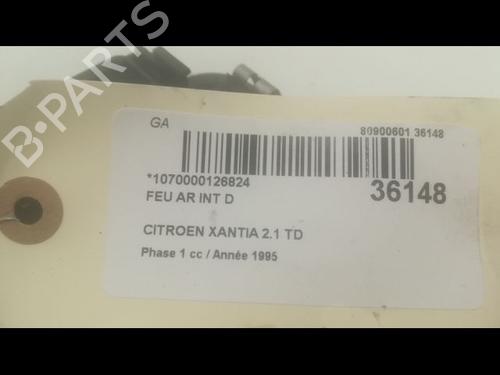 B-PARTS
GA
80900601 36148
*1070000126824
36148
FEU AR INT D
CITROEN XANTIA 2.1 TD
Phase 1 cc / Année 1995